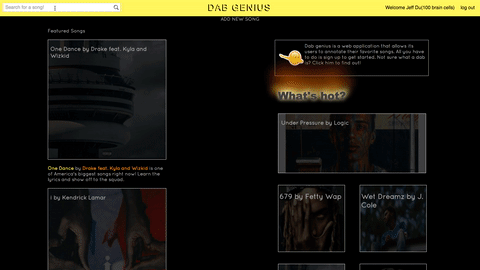 Search for a song!
DAB GENIUS
Welcome Jeff Du(100 brain cells)
log out
ADD NEW SONG
Featured Songs
One Dance by Drake feat. Kyla and
Wizkid
One Dance by Drake feat. Kyla and Wizkid is one
of America's biggest songs right now! Learn the
lyrics and show off to the squad.
i by Kendrick Lamar
Dab genius is a web application that allows its
users to annotate their favorite songs. All you have
to do is sign up to get started. Not sure what a dab
is? Click him to find out!
What's hot?
Under Pressure by Logic
679 by Fetty Wap
Wet Dreamz by J.
Cole